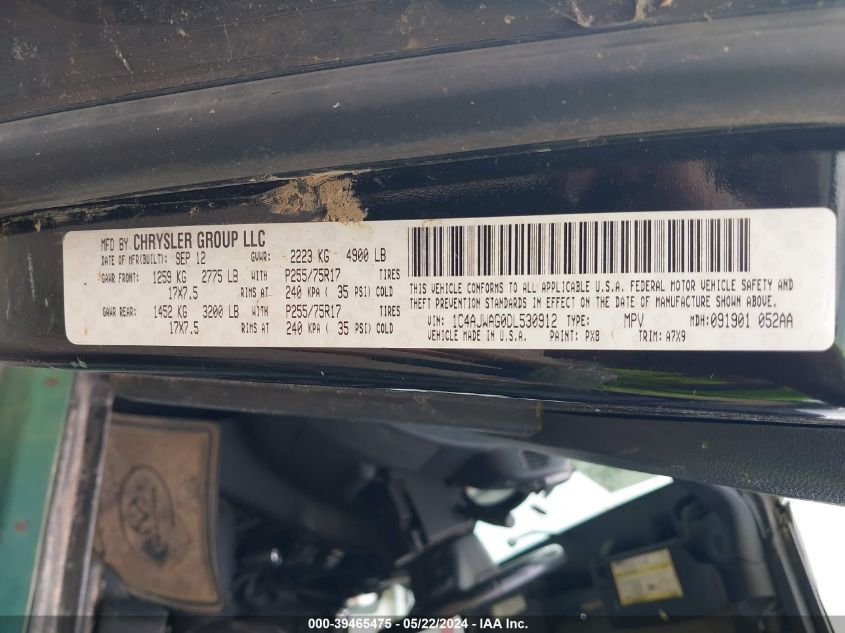 MFD BY: CHRYSLER GROUP LLC
DATE OF MFR(BUILT): SEP 12 GVWR: 2223 KG 4900 LB
GAWR FRONT: 1259 KG 2775 LB WITH P255/75R17 TIRES
17X7.5 RIMS AT 240 KPA ( 35 PSI) COLD
GAWR REAR: 1452 KG 3200 LB WITH P255/75R17 TIRES
17X7.5 RIMS AT 240 KPA ( 35 PSI) COLD
THIS VEHICLE CONFORMS TO ALL APPLICABLE U.S.A. FEDERAL MOTOR VEHICLE SAFETY AND
THEFT PREVENTION STANDARDS IN EFFECT ON THE DATE OF MANUFACTURE SHOWN ABOVE.
VIN: 1C4AJWAG0DL530912 TYPE: MPV MDH: 091901 052AA
VEHICLE MADE IN U.S.A. PAINT: PX8 TRIM: A7X9
000-39465475 - 05/22/2024 - IAA Inc.